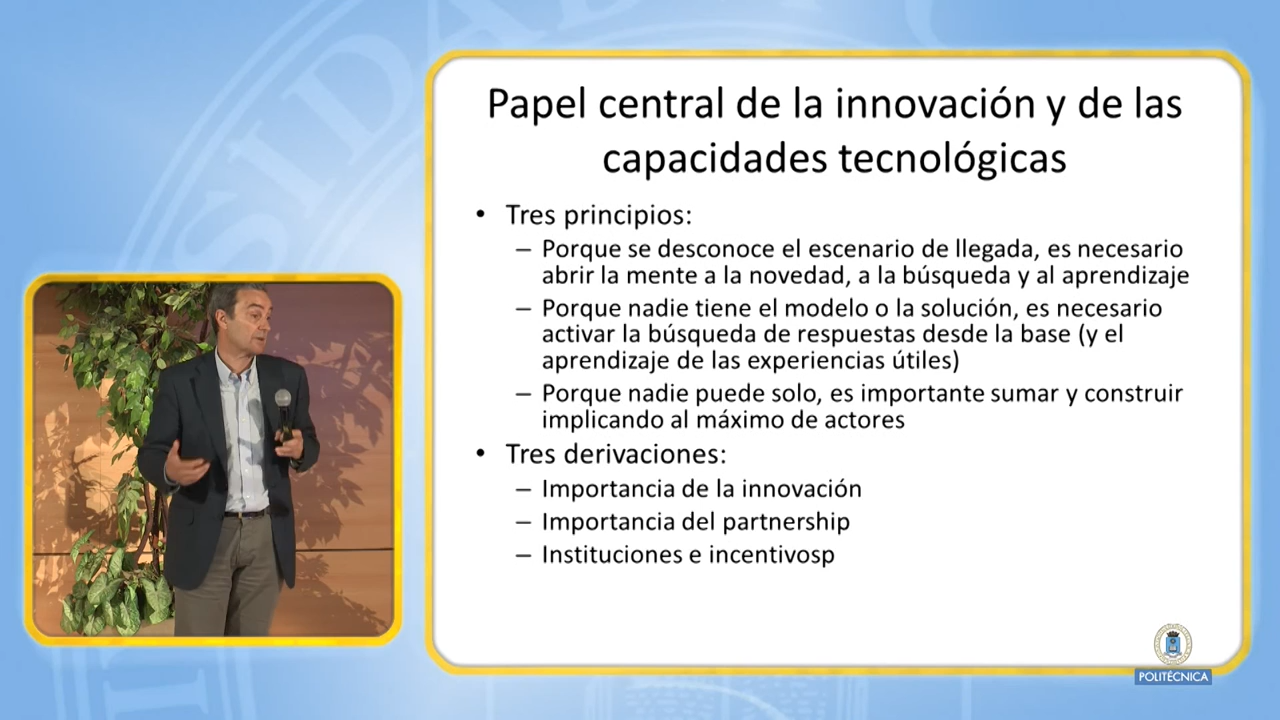 Papel central de la innovación y de las
capacidades tecnológicas
• Tres principios:
– Porque se desconoce el escenario de llegada, es necesario
abrir la mente a la novedad, a la búsqueda y al aprendizaje
– Porque nadie tiene el modelo o la solución, es necesario
activar la búsqueda de respuestas desde la base (y el
aprendizaje de las experiencias útiles)
– Porque nadie puede solo, es importante sumar y construir
implicando al máximo de actores
• Tres derivaciones:
– Importancia de la innovación
– Importancia del partnership
– Instituciones e incentivosp
POLITÉCNICA